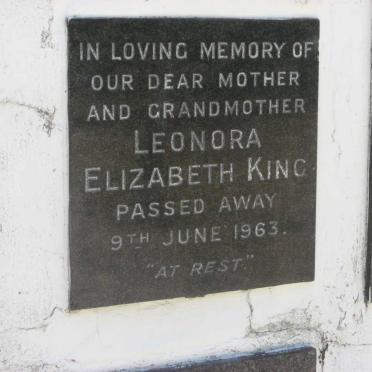 IN LOVING MEMORY OF
OUR DEAR MOTHER
AND GRANDMOTHER
LEONORA
ELIZABETH KING
PASSED AWAY
9TH JUNE 1963.
"AT REST."